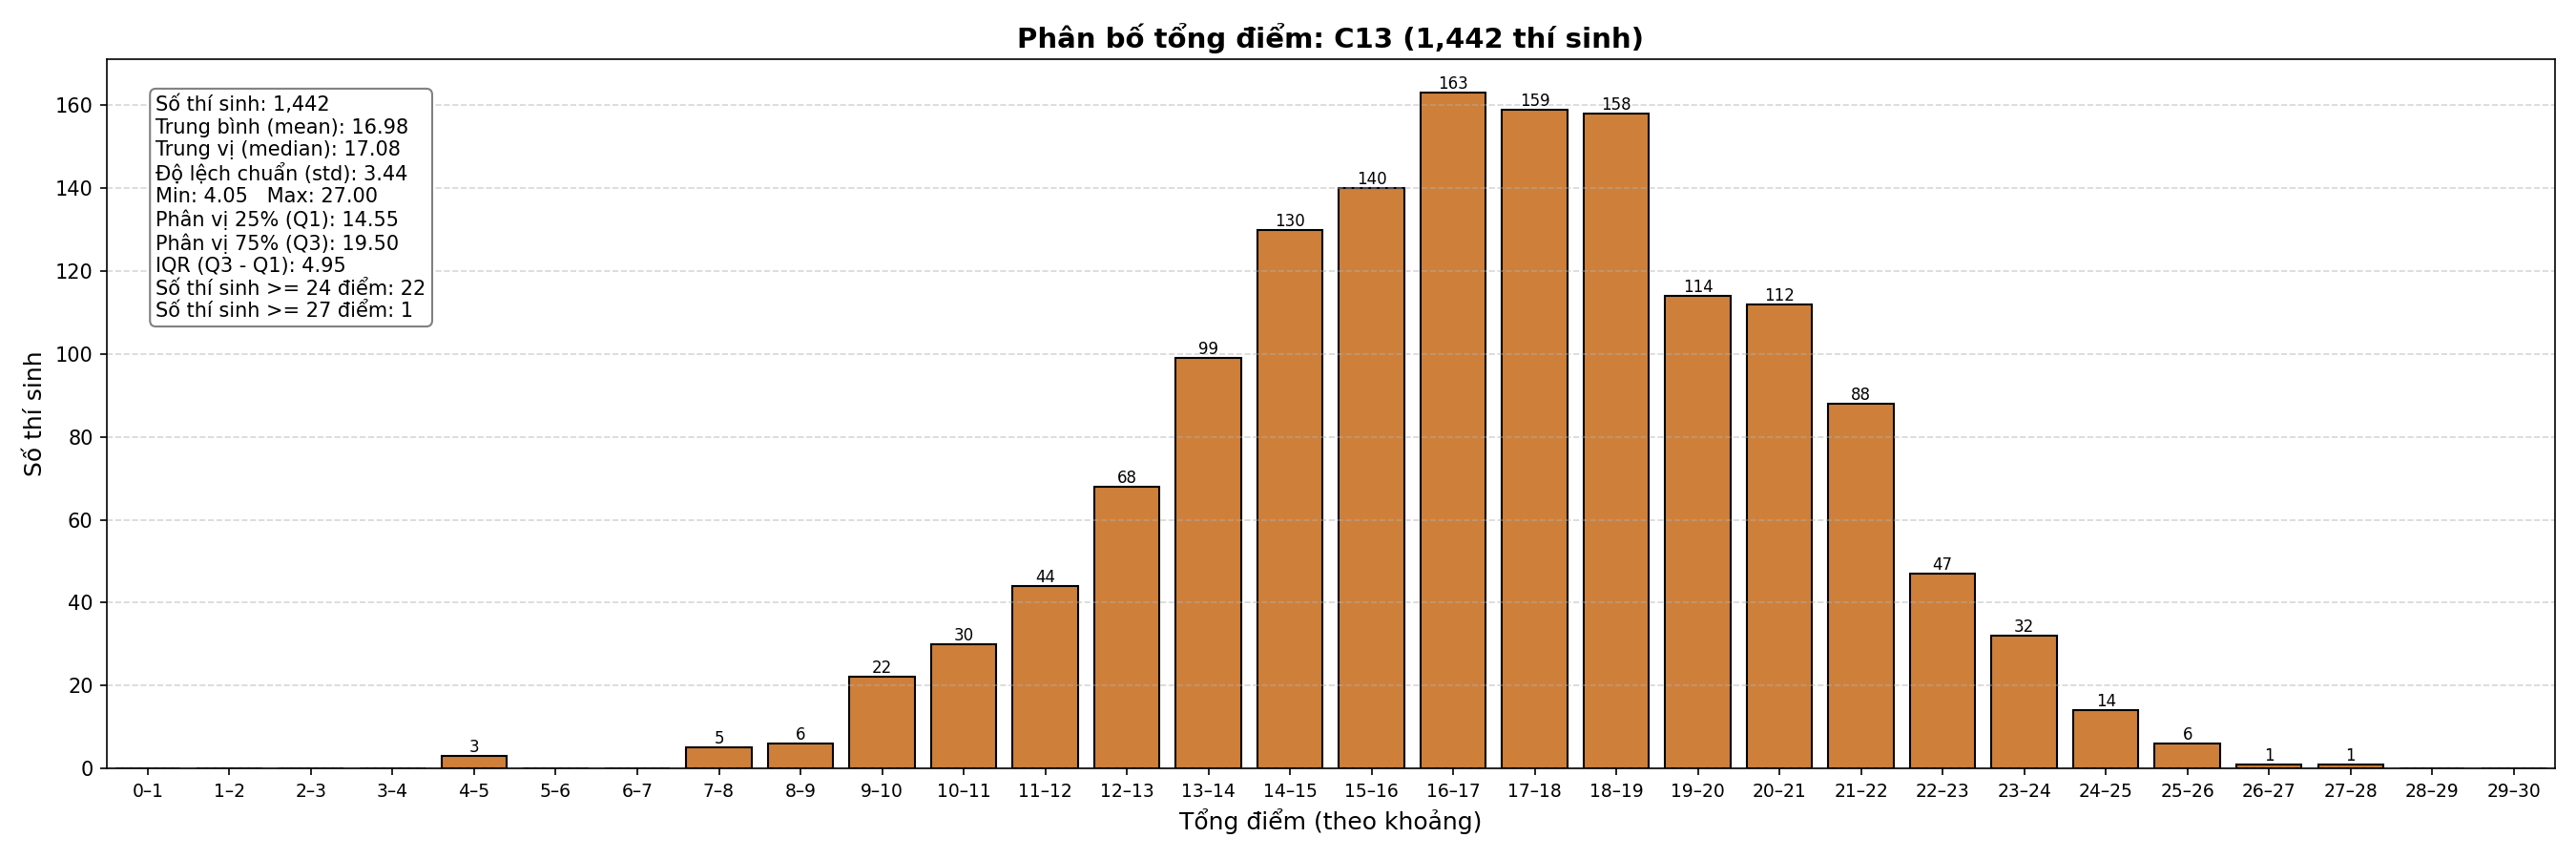 Phân bố tổng điểm: C13 (1,442 thí sinh)
Số thí sinh: 1,442
Trung bình (mean): 16.98
Trung vị (median): 17.08
Độ lệch chuẩn (std): 3.44
Min: 4.05   Max: 27.00
Phân vị 25% (Q1): 14.55
Phân vị 75% (Q3): 19.50
IQR (Q3 - Q1): 4.95
Số thí sinh >= 24 điểm: 22
Số thí sinh >= 27 điểm: 1
Số thí sinh
160
140
120
100
80
60
40
20
0
3
5
6
22
30
44
68
99
130
140
163
159
158
114
112
88
47
32
14
6
1
1
0–1 1–2 2–3 3–4 4–5 5–6 6–7 7–8 8–9 9–10 10–11 11–12 12–13 13–14 14–15 15–16 16–17 17–18 18–19 19–20 20–21 21–22 22–23 23–24 24–25 25–26 26–27 27–28 28–29 29–30
Tổng điểm (theo khoảng)